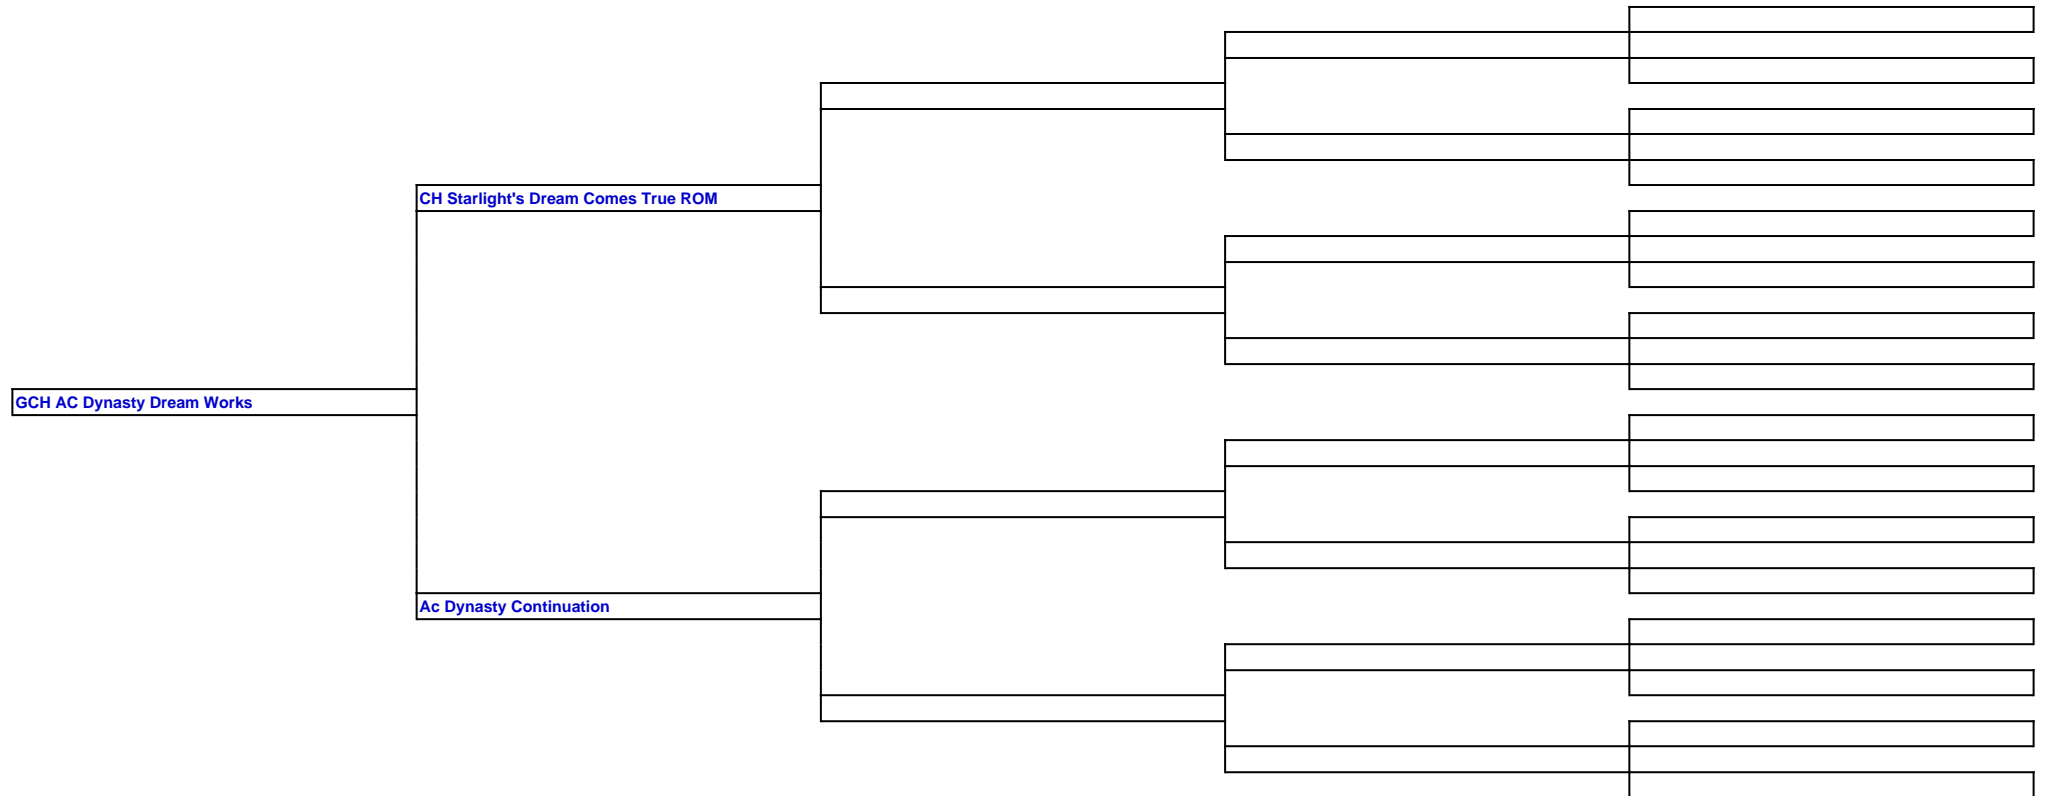 CH Starlight's Dream Comes True ROM
GCH AC Dynasty Dream Works
Ac Dynasty Continuation